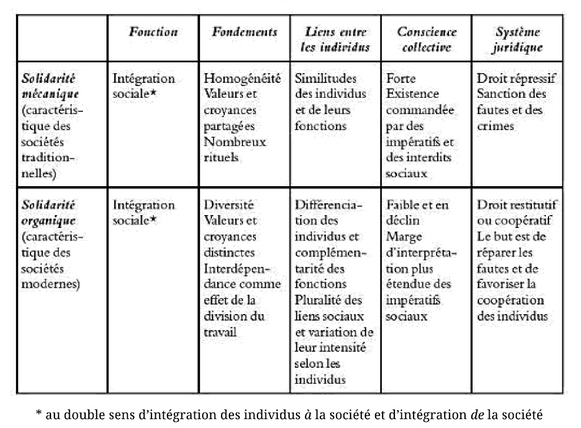 Fonction
Fondements
Liens entre
les individus
Conscience
collective
Système
juridique
Solidarité
mécanique
(caractéris-
tique des
sociétés
tradition-
nelles)
Intégration
sociale*
Homogénéité
Valeurs et
croyances
partagées
Nombreux
rituels
Similitudes
des individus
et de leurs
fonctions
Forte
Existence
commandée
par des
impératifs et
des interdits
sociaux
Droit répressif
Sanction des
fautes et des
crimes
Solidarité
organique
(caractéris-
tique des
sociétés
modernes)
Intégration
sociale*
Diversité
Valeurs et
croyances
distinctes
Interdépen-
dance comme
effet de la
division du
travail
Différencia-
tion des
individus et
complémen-
tarité des
fonctions
Pluralité des
liens sociaux
et variation de
leur intensité
selon les
individus
Faible et en
déclin
Marge
d'interpréta-
tion plus
étendue des
impératifs
sociaux
Droit restitutif
ou coopératif
Le but est de
réparer les
fautes et de
favoriser la
coopération
des individus
* au double sens d'intégration des individus à la société et d'intégration de la société